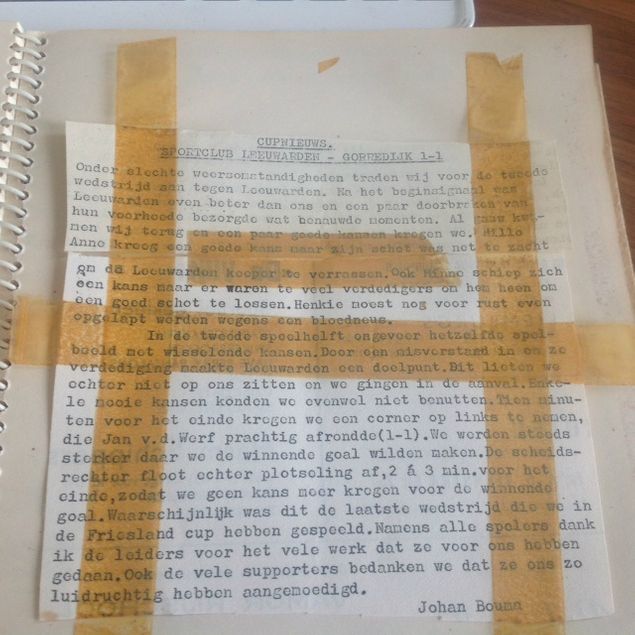 CUPNIEUWS.
SPORTCLUB LEEUWARDEN - GORREDIJK 1-1
Onder slechte weersomstandigheden traden wij voor de tweede
wedstrijd aan tegen Leeuwarden. Na het beginsignaal was
Leeuwarden even beter dan ons en een paar doorbraken van
hun voorhoede bezorgde wat benauwde momenten. Al gauw kwa-
men wij terug en een paar goede kansen kregen we. Hille
Anne kreeg een goede kans maar zijn schot was net te zacht
om de Leeuwarden keeper te verrassen.Ook Minne schiep zich
een kans maar er waren te veel verdedigers om hem heen om
een goed schot te lossen.Henkie moest nog voor rust even
opgelapt worden wegens een bloedneus.
In de tweede speelhelft ongeveer hetzelfde spel-
beeld met wisselende kansen.Door een misverstand in onze
verdediging maakte Leeuwarden een doelpunt.Dit lieten we
echter niet op ons zitten en we gingen in de aanval.Enke-
le mooie kansen konden we evenwel niet benutten.Tien minu-
ten voor het einde kregen we een corner op links te nemen,
die Jan v.d.Werf prachtig afrondde(1-1).We werden steeds
sterker daar we de winnende goal wilden maken.De scheids-
rechter floot echter plotseling af,2 á 3 min.voor het
einde,zodat we geen kans meer kregen voor de winnende
goal.Waarschijnlijk was dit de laatste wedstrijd die we in
de Friesland cup hebben gespeeld.Namens alle spelers dank
ik de leiders voor het vele werk dat ze voor ons hebben
gedaan.Ook de vele supporters bedanken we dat ze ons zo
luidruchtig hebben aangemoedigd.
Johan Bouma